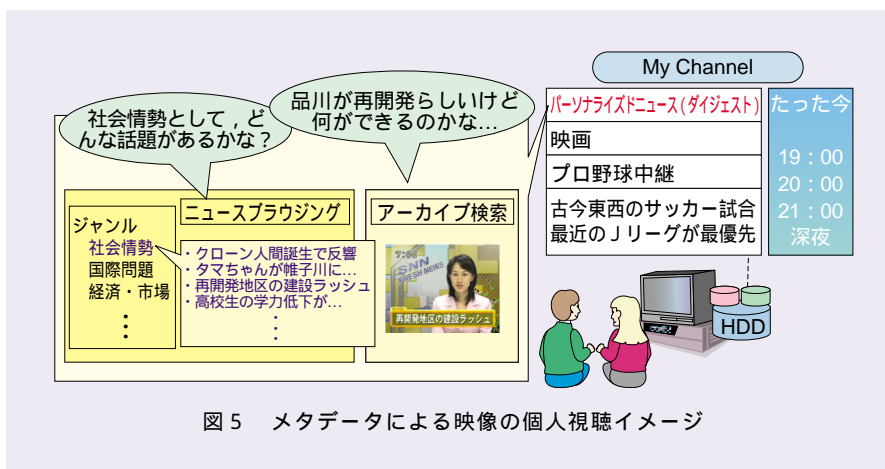 My Channel
品川が再開発らしいけど
何ができるのかな…
社会情勢として，ど
んな話題があるかな？
パーソナライズドニュース(ダイジェスト)
たった今
映画
19：00
プロ野球中継
20：00
古今東西のサッカー試合
最近のJリーグが最優先
21：00
深夜
ジャンル
社会情勢
国際問題
経済・市場
ニュースブラウジング
・クローン人間誕生で反響
・タマちゃんが帷子川に…
・再開発地区の建設ラッシュ
・高校生の学力低下が…
アーカイブ検索
7:00
SNN
FRESH NEWS
再開発地区の建設ラッシュ
HDD
図5　メタデータによる映像の個人視聴イメージ